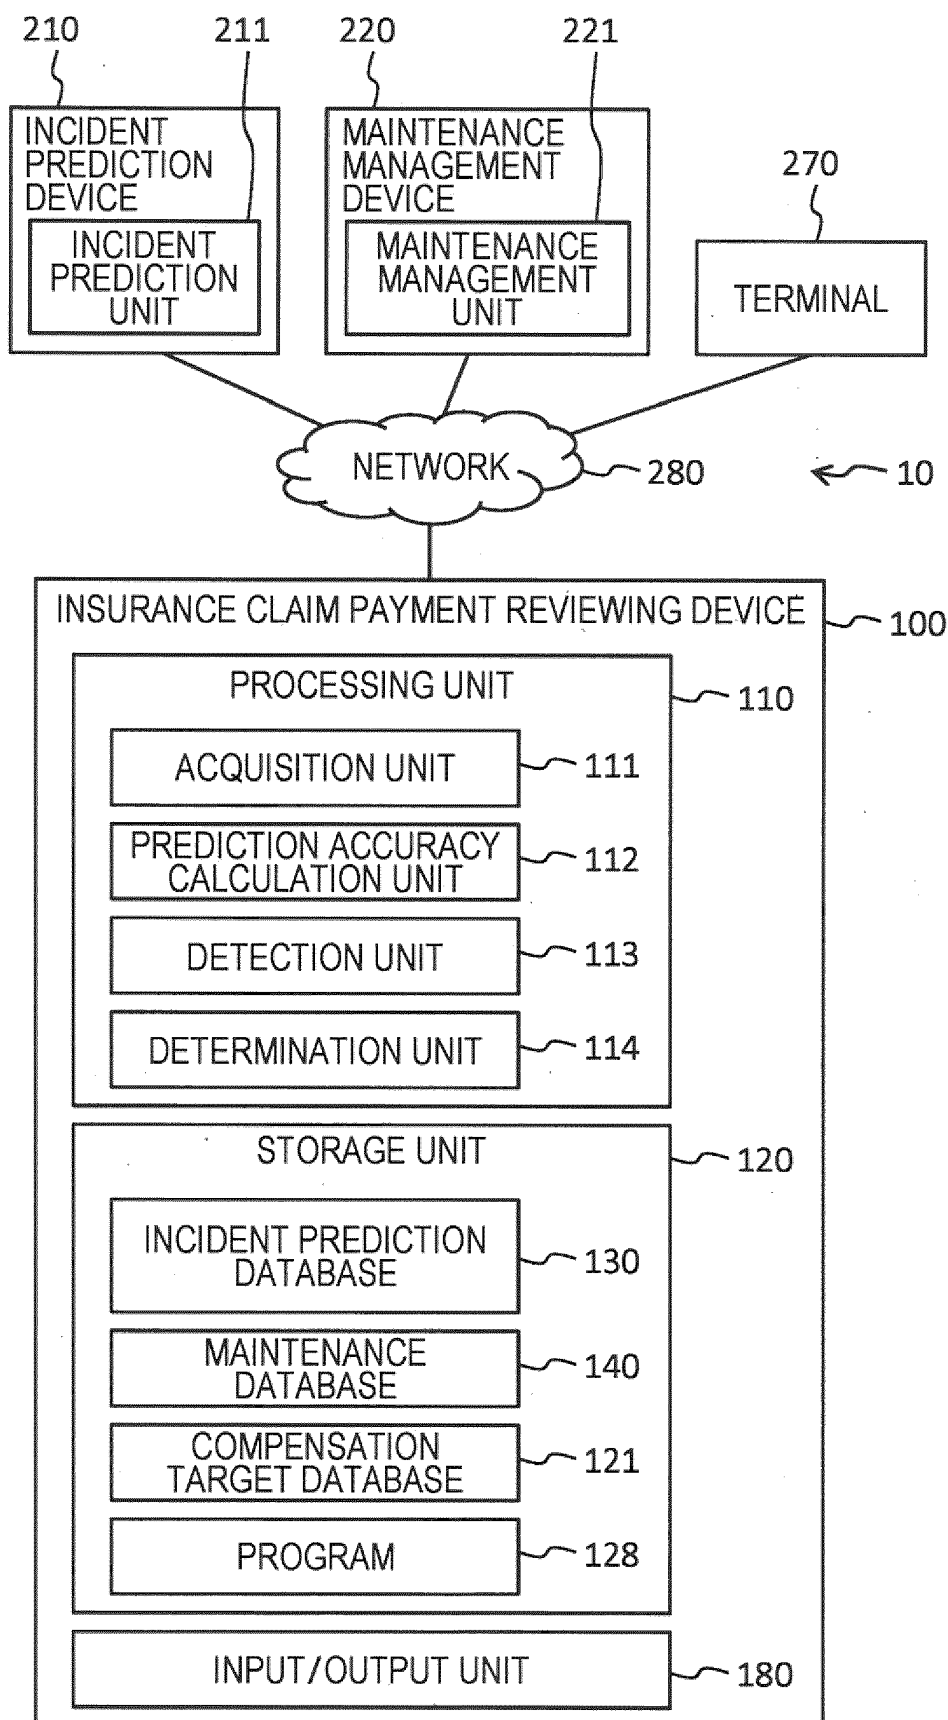 210
211
220
221
INCIDENT
PREDICTION
DEVICE
INCIDENT
PREDICTION
UNIT
MAINTENANCE
MANAGEMENT
DEVICE
MAINTENANCE
MANAGEMENT
UNIT
270
TERMINAL
NETWORK
280
10
INSURANCE CLAIM PAYMENT REVIEWING DEVICE
100
PROCESSING UNIT
110
ACQUISITION UNIT
111
PREDICTION ACCURACY
CALCULATION UNIT
112
DETECTION UNIT
113
DETERMINATION UNIT
114
STORAGE UNIT
120
INCIDENT PREDICTION
DATABASE
130
MAINTENANCE
DATABASE
140
COMPENSATION
TARGET DATABASE
121
PROGRAM
128
INPUT/OUTPUT UNIT
180